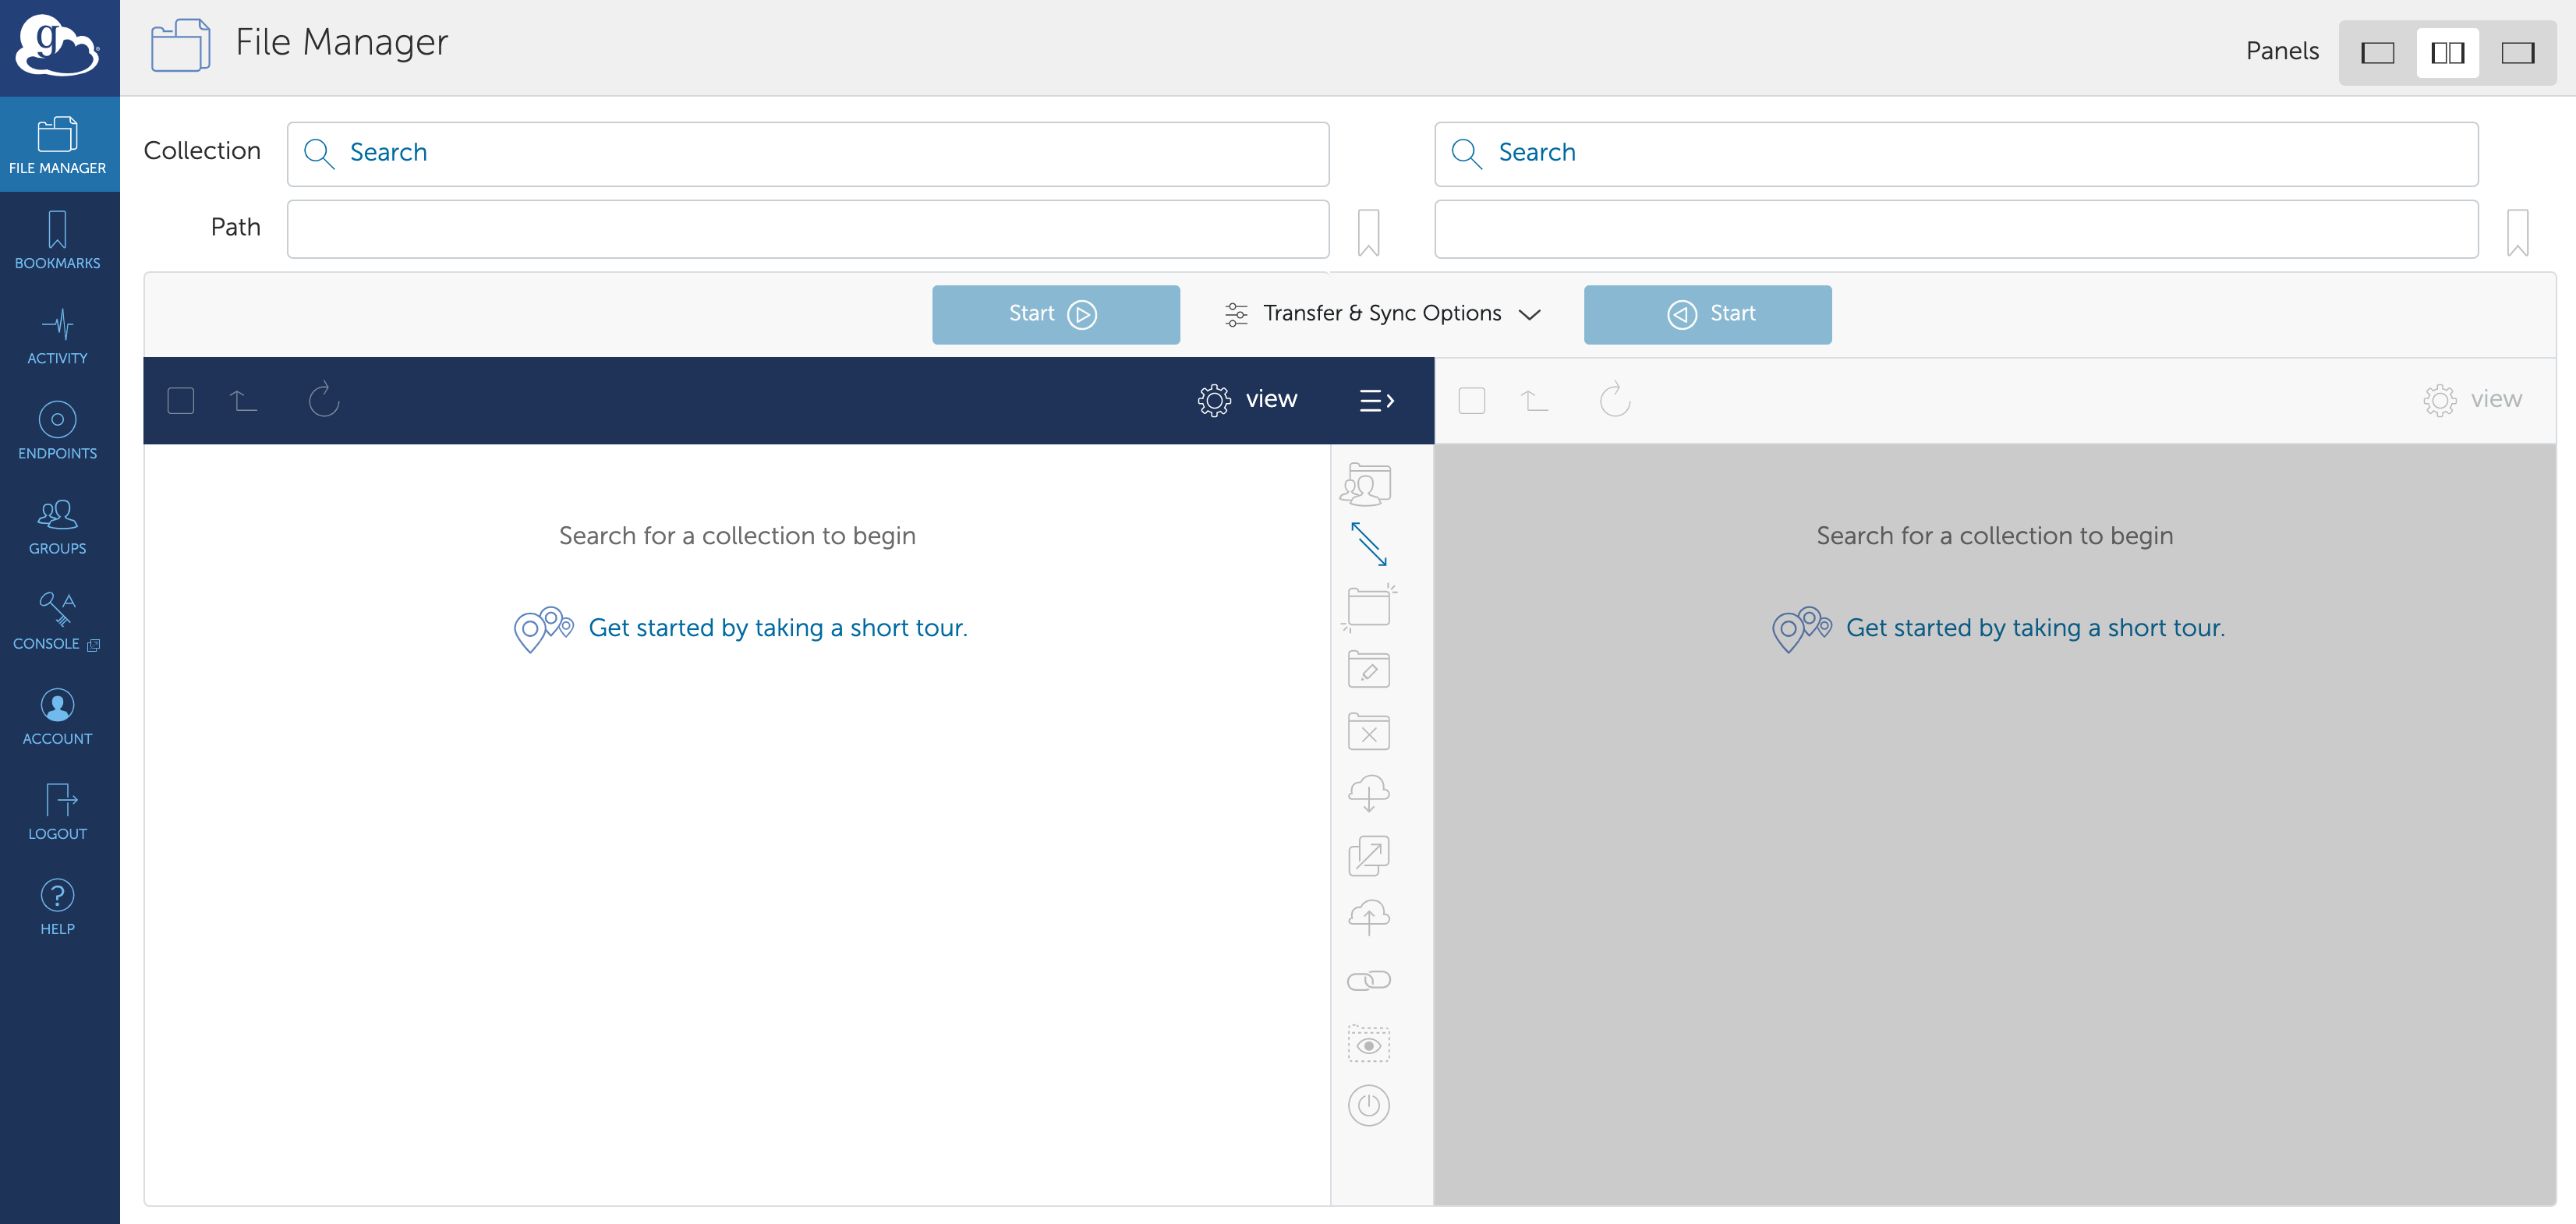 g
File Manager
Panels
FILE MANAGER
BOOKMARKS
ACTIVITY
ENDPOINTS
GROUPS
CONSOLE
ACCOUNT
LOGOUT
HELP
Collection
Search
Search
Path
Start
Transfer & Sync Options
Start
view
view
Search for a collection to begin
Get started by taking a short tour.
Search for a collection to begin
Get started by taking a short tour.